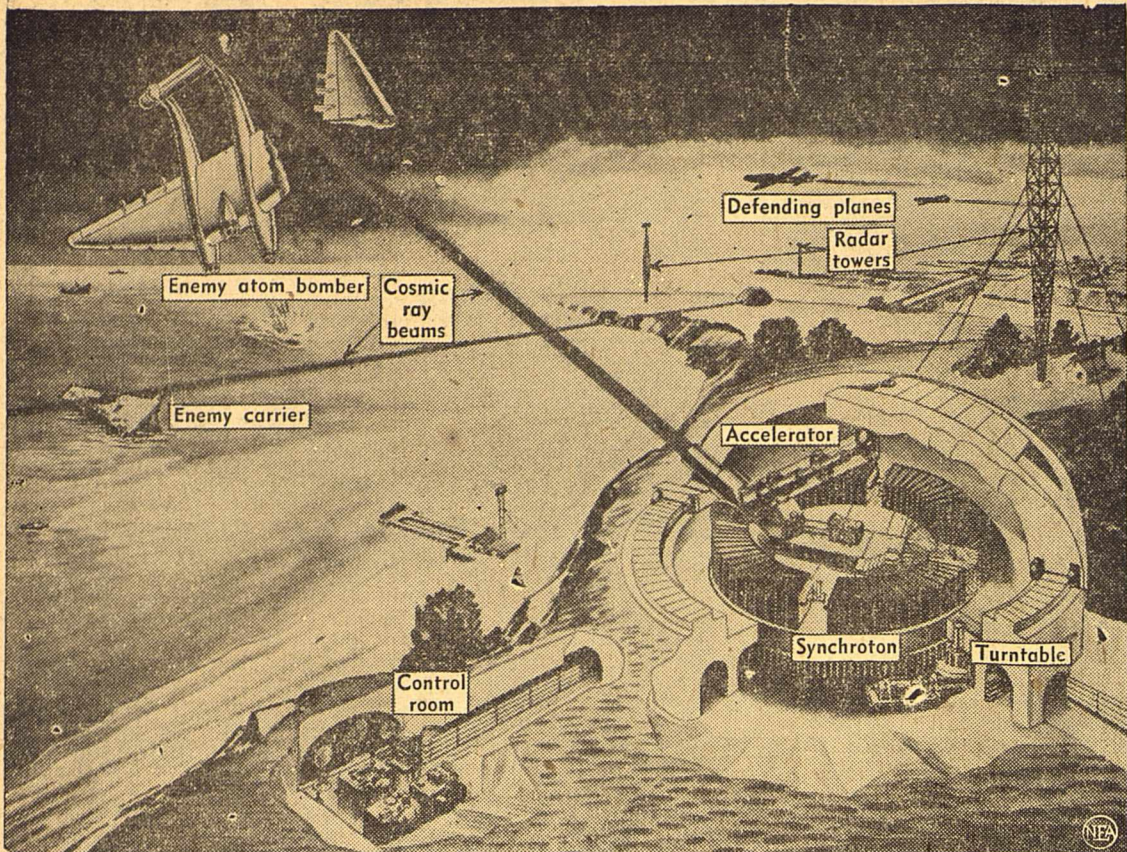 Defending planes
Radar
towers
Enemy atom bomber
Cosmic
ray
beams
Enemy carrier
Accelerator
Synchroton
Turntable
Control
room
NEA